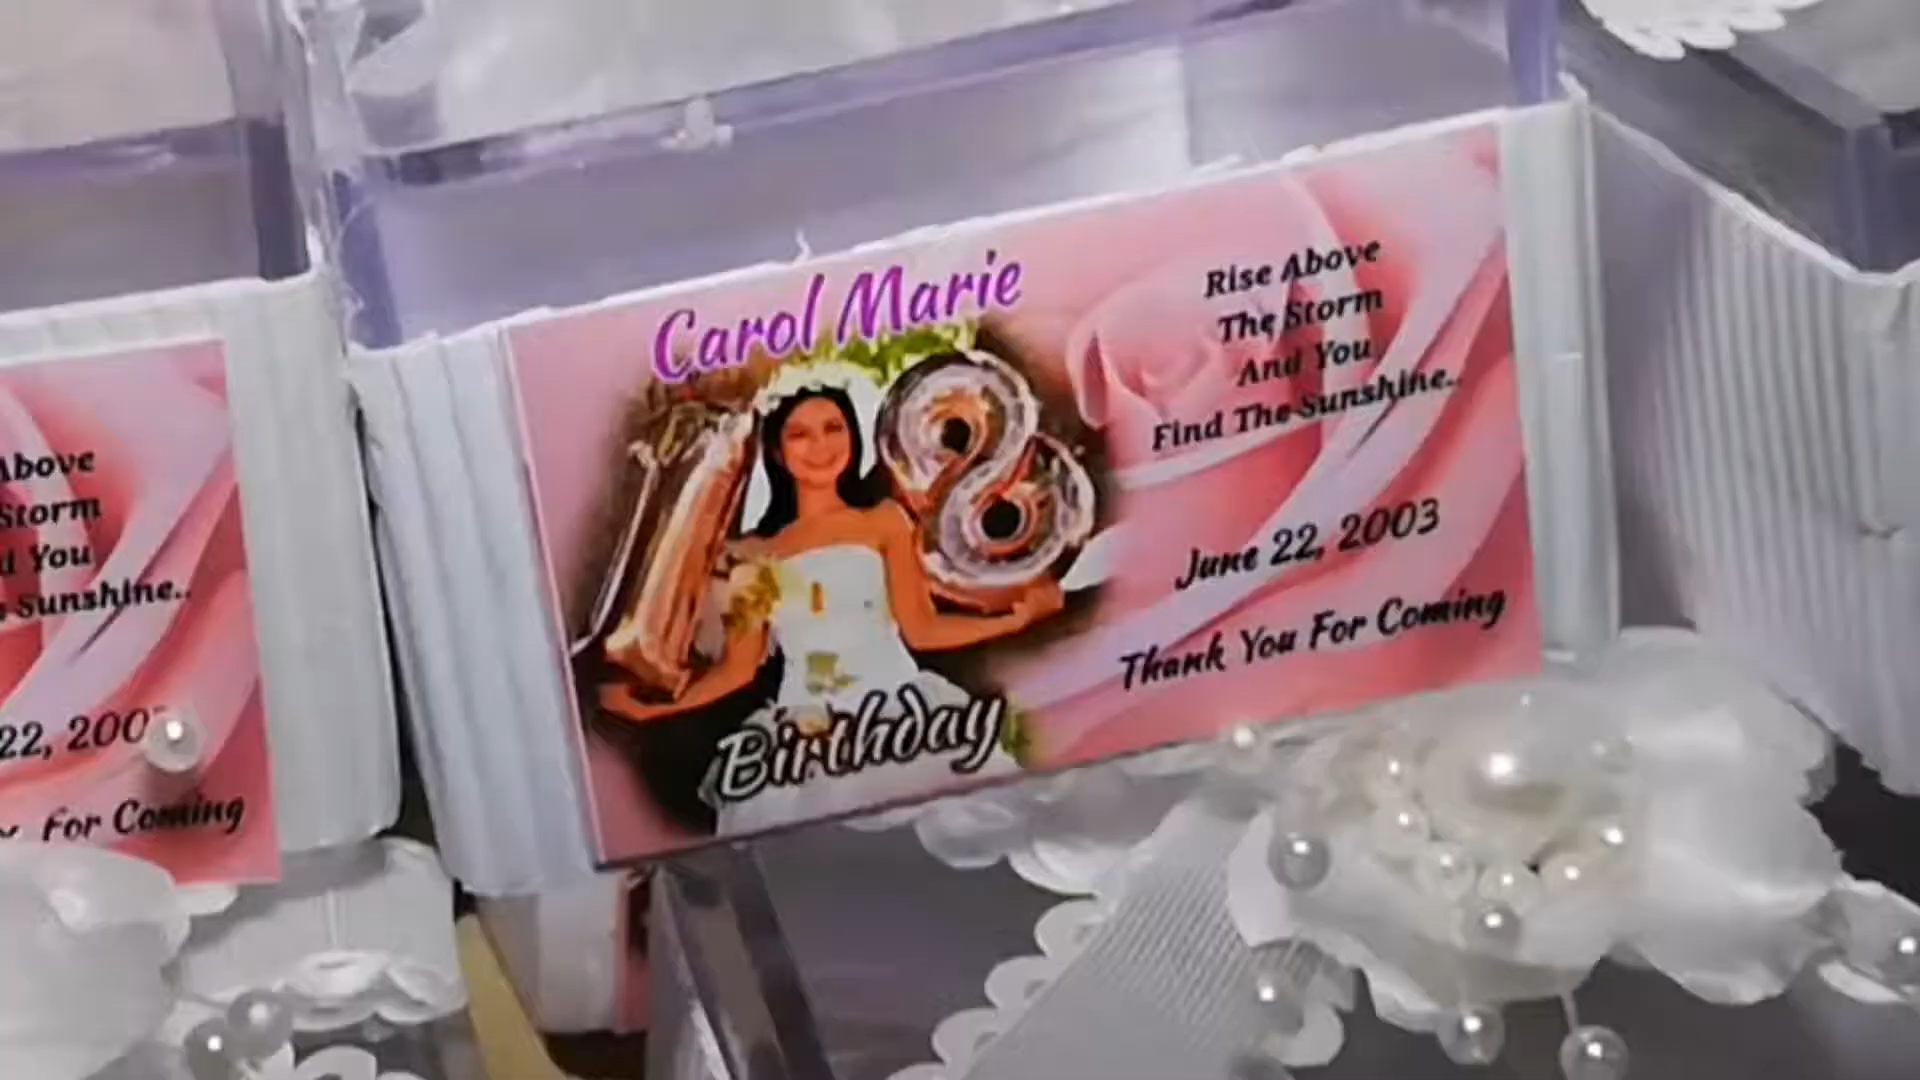 Carol Marie
18
Birthday
Rise Above
The Storm
And You
Find The Sunshine..
June 22, 2003
Thank You For Coming
Above
Storm
You
Sunshine..
22, 200
For Coming